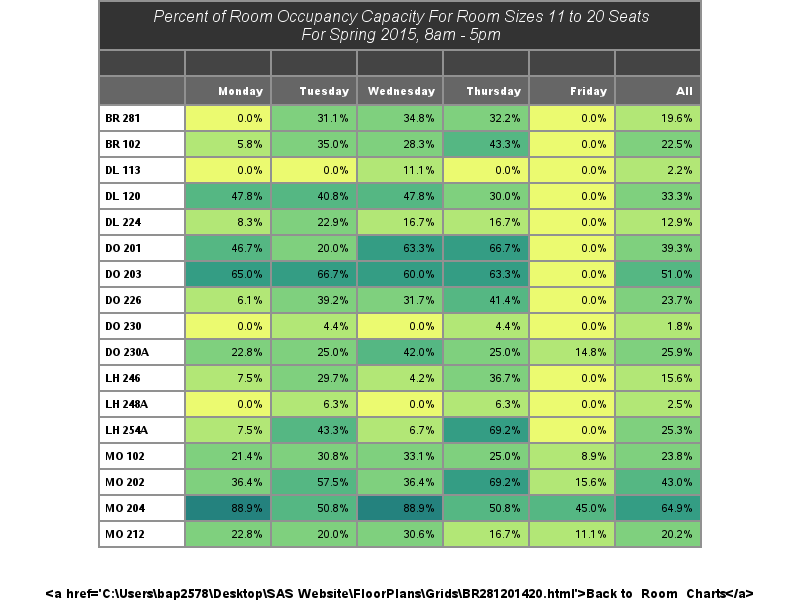 Percent of Room Occupancy Capacity For Room Sizes 11 to 20 Seats
For Spring 2015, 8am - 5pm
Monday Tuesday Wednesday Thursday Friday All
BR 281 0.0% 31.1% 34.8% 32.2% 0.0% 19.6%
BR 102 5.8% 35.0% 28.3% 43.3% 0.0% 22.5%
DL 113 0.0% 0.0% 11.1% 0.0% 0.0% 2.2%
DL 120 47.8% 40.8% 47.8% 30.0% 0.0% 33.3%
DL 224 8.3% 22.9% 16.7% 16.7% 0.0% 12.9%
DO 201 46.7% 20.0% 63.3% 66.7% 0.0% 39.3%
DO 203 65.0% 66.7% 60.0% 63.3% 0.0% 51.0%
DO 226 6.1% 39.2% 31.7% 41.4% 0.0% 23.7%
DO 230 0.0% 4.4% 0.0% 4.4% 0.0% 1.8%
DO 230A 22.8% 25.0% 42.0% 25.0% 14.8% 25.9%
LH 246 7.5% 29.7% 4.2% 36.7% 0.0% 15.6%
LH 248A 0.0% 6.3% 0.0% 6.3% 0.0% 2.5%
LH 254A 7.5% 43.3% 6.7% 69.2% 0.0% 25.3%
MO 102 21.4% 30.8% 33.1% 25.0% 8.9% 23.8%
MO 202 36.4% 57.5% 36.4% 69.2% 15.6% 43.0%
MO 204 88.9% 50.8% 88.9% 50.8% 45.0% 64.9%
MO 212 22.8% 20.0% 30.6% 16.7% 11.1% 20.2%
<a href='C:\Users\bap2578\Desktop\SAS Website\FloorPlans\Grids\BR281201420.html'>Back to Room Charts</a>